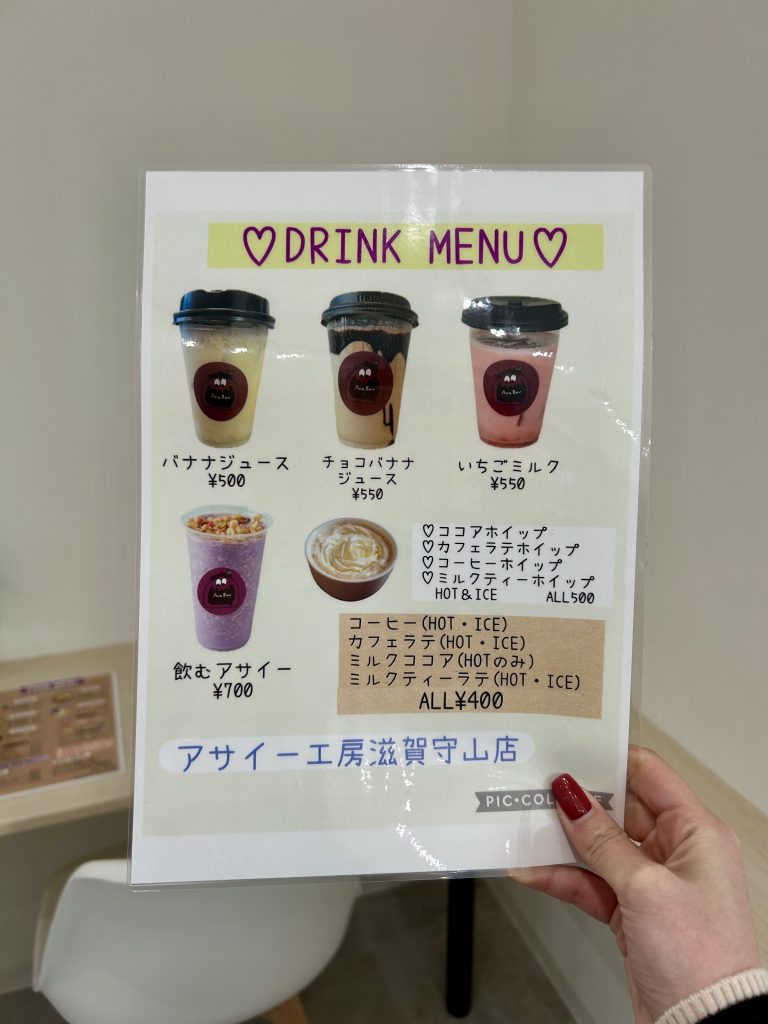 ♡DRINK MENU♡
バナナジュース
¥500
チョコバナナ
ジュース
¥550
いちごミルク
¥550
飲むアサイー
¥700
♡ココアホイップ
♡カフェラテホイップ
♡コーヒーホイップ
♡ミルクティーホイップ
HOT&ICE ALL500
コーヒー(HOT・ICE)
カフェラテ(HOT・ICE)
ミルクココア(HOTのみ)
ミルクティーラテ(HOT・ICE)
ALL¥400
アサイー工房滋賀守山店